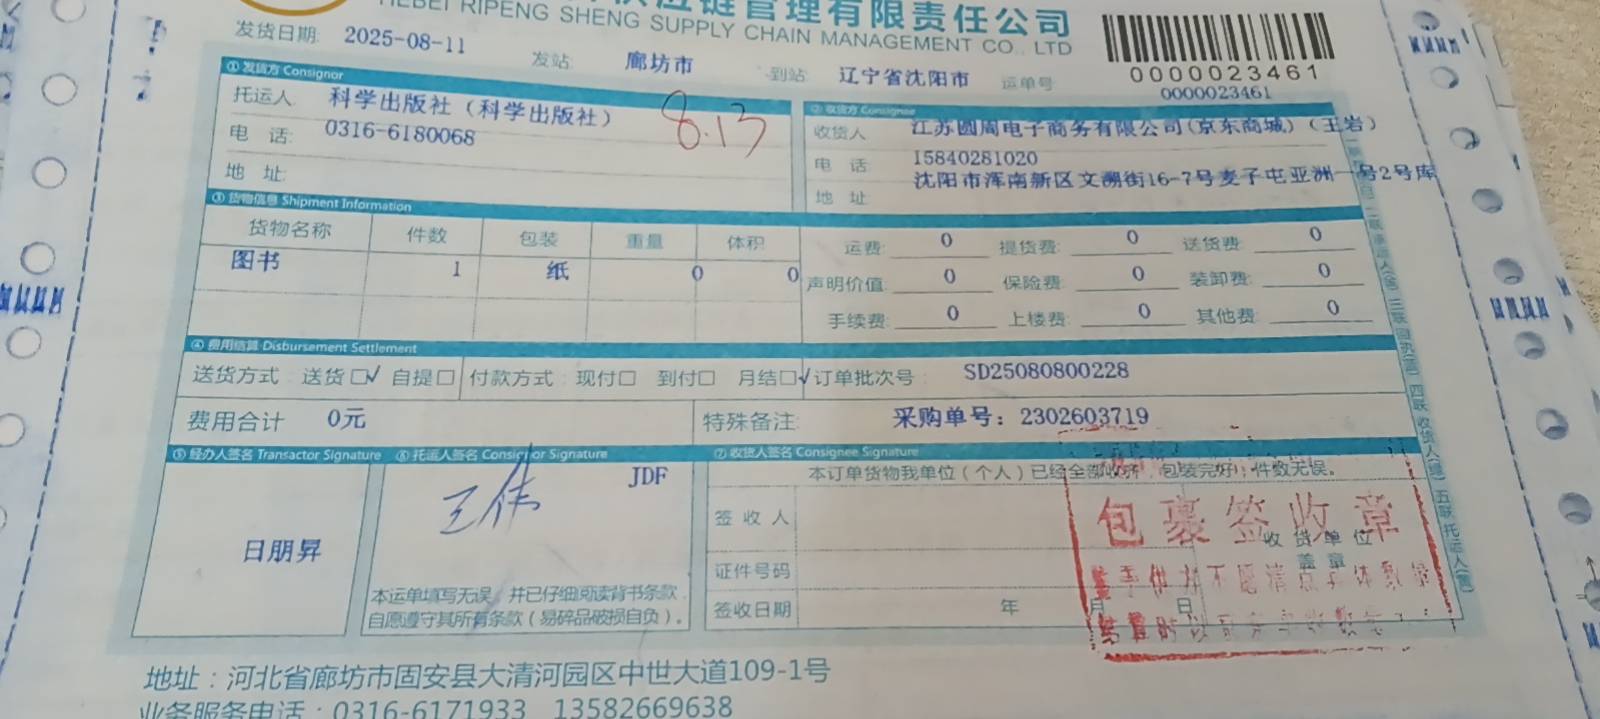 供应链管理有限责任公司
HEBEI RIPENG SHENG SUPPLY CHAIN MANAGEMENT CO., LTD
发货日期: 2025-08-11 发站: 廊坊市 到站: 辽宁省沈阳市 运单号:
0000023461
0000023461
① 发货方 Consignor
托运人: 科学出版社（科学出版社）
8.13
电 话: 0316-6180068
地 址:
② 收货方 Consignee
收货人 江苏圆周电子商务有限公司(京东商城)（王岩）
电 话 15840281020
地 址 沈阳市浑南新区文溯街16-7号麦子屯亚洲一号2号库
③ 货物信息 Shipment Information
货物名称 件数 包装 重量 体积
图书 1 纸 0 0
运费: 0 提货费: 0 送货费: 0
声明价值: 0 保险费: 0 装卸费: 0
手续费: 0 上楼费: 0 其他费: 0
④ 费用结算 Disbursement Settlement
送货方式: 送货□√ 自提□ 付款方式: 现付□ 到付□ 月结□√ 订单批次号: SD25080800228
费用合计 0元 特殊备注: 采购单号：2302603719
⑤ 经办人签名 Transactor Signature ⑥ 托运人签名 Consignor Signature ⑦ 收货人签名 Consignee Signature
日朋昇
JDF
王伟
本运单填写无误，并已仔细阅读背书条款，
自愿遵守其所有条款（易碎品破损自负）。
本订单货物我单位（个人）已经全部收齐，包装完好，件数无误。
签 收 人
证件号码
签收日期 年 月 日
收 货 单 位
盖 章
包裹签收章
地址：河北省廊坊市固安县大清河园区中世大道109-1号
业务服务电话：0316-6171933 13582669638